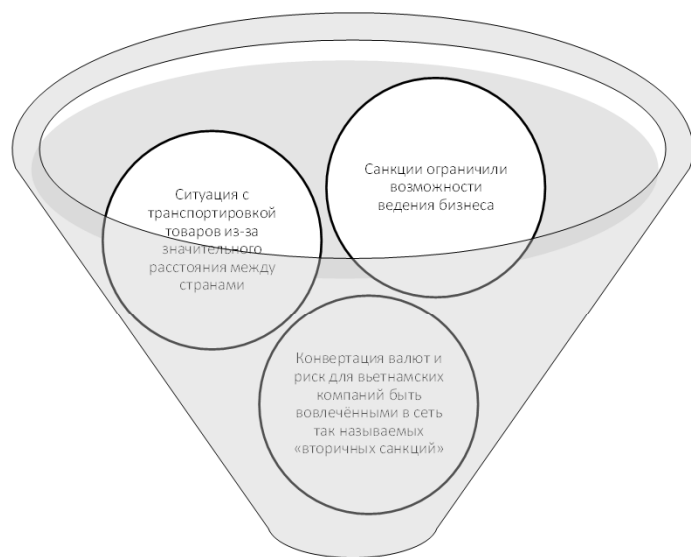 Ситуация с
транспортировкой
товаров из-за
значительного
расстояния между
странами
Санкции ограничили
возможности
ведения бизнеса
Конвертация валют и
риск для вьетнамских
компаний быть
вовлечёнными в сеть
так называемых
«вторичных санкций»